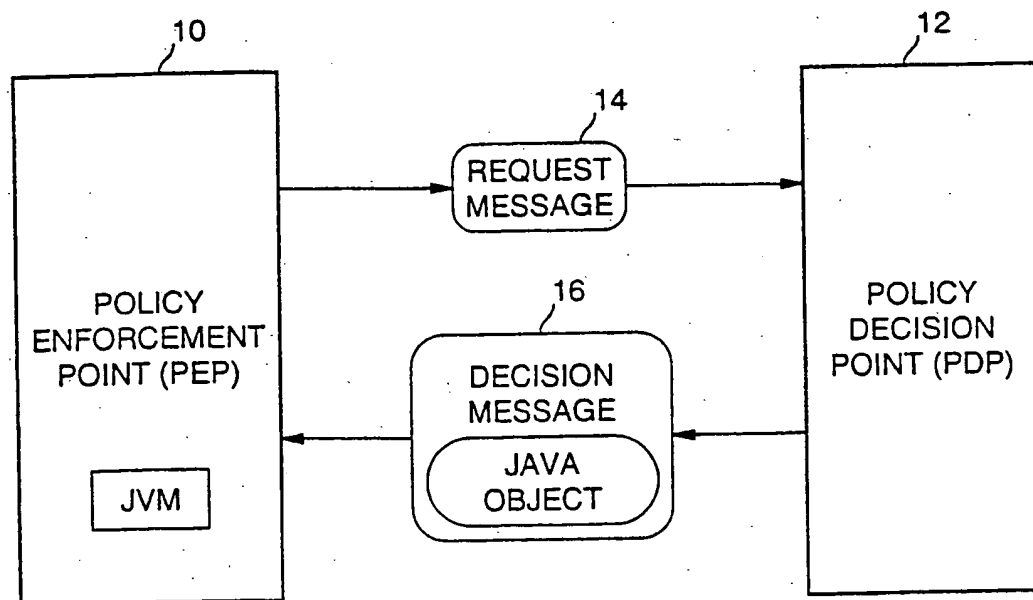 10
12
14
REQUEST
MESSAGE
POLICY
ENFORCEMENT
POINT (PEP)
16
DECISION
MESSAGE
JAVA
OBJECT
POLICY
DECISION
POINT (PDP)
JVM